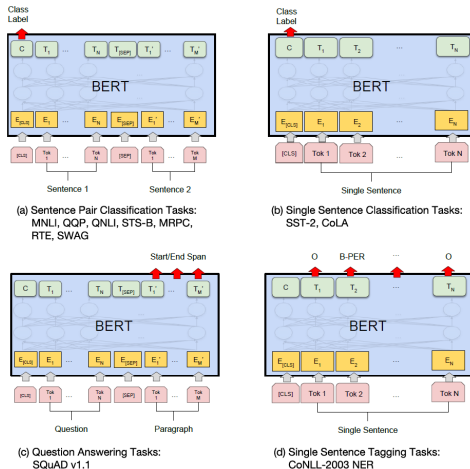 Class
Label
C T1 ... TN T[SEP] T1' ... TM'
BERT
E[CLS] E1 ... EN E[SEP] E1' ... EM'
[CLS] Tok 1 ... Tok N [SEP] Tok 1 ... Tok M
Sentence 1 Sentence 2
(a) Sentence Pair Classification Tasks:
MNLI, QQP, QNLI, STS-B, MRPC,
RTE, SWAG
Class
Label
C T1 T2 ... TN
BERT
E[CLS] E1 E2 ... EN
[CLS] Tok 1 Tok 2 ... Tok N
Single Sentence
(b) Single Sentence Classification Tasks:
SST-2, CoLA
Start/End Span
C T1 ... TN T[SEP] T1' ... TM'
BERT
E[CLS] E1 ... EN E[SEP] E1' ... EM'
[CLS] Tok 1 ... Tok N [SEP] Tok 1 ... Tok M
Question Paragraph
(c) Question Answering Tasks:
SQuAD v1.1
O B-PER ... O
C T1 T2 ... TN
BERT
E[CLS] E1 E2 ... EN
[CLS] Tok 1 Tok 2 ... Tok N
Single Sentence
(d) Single Sentence Tagging Tasks:
CoNLL-2003 NER